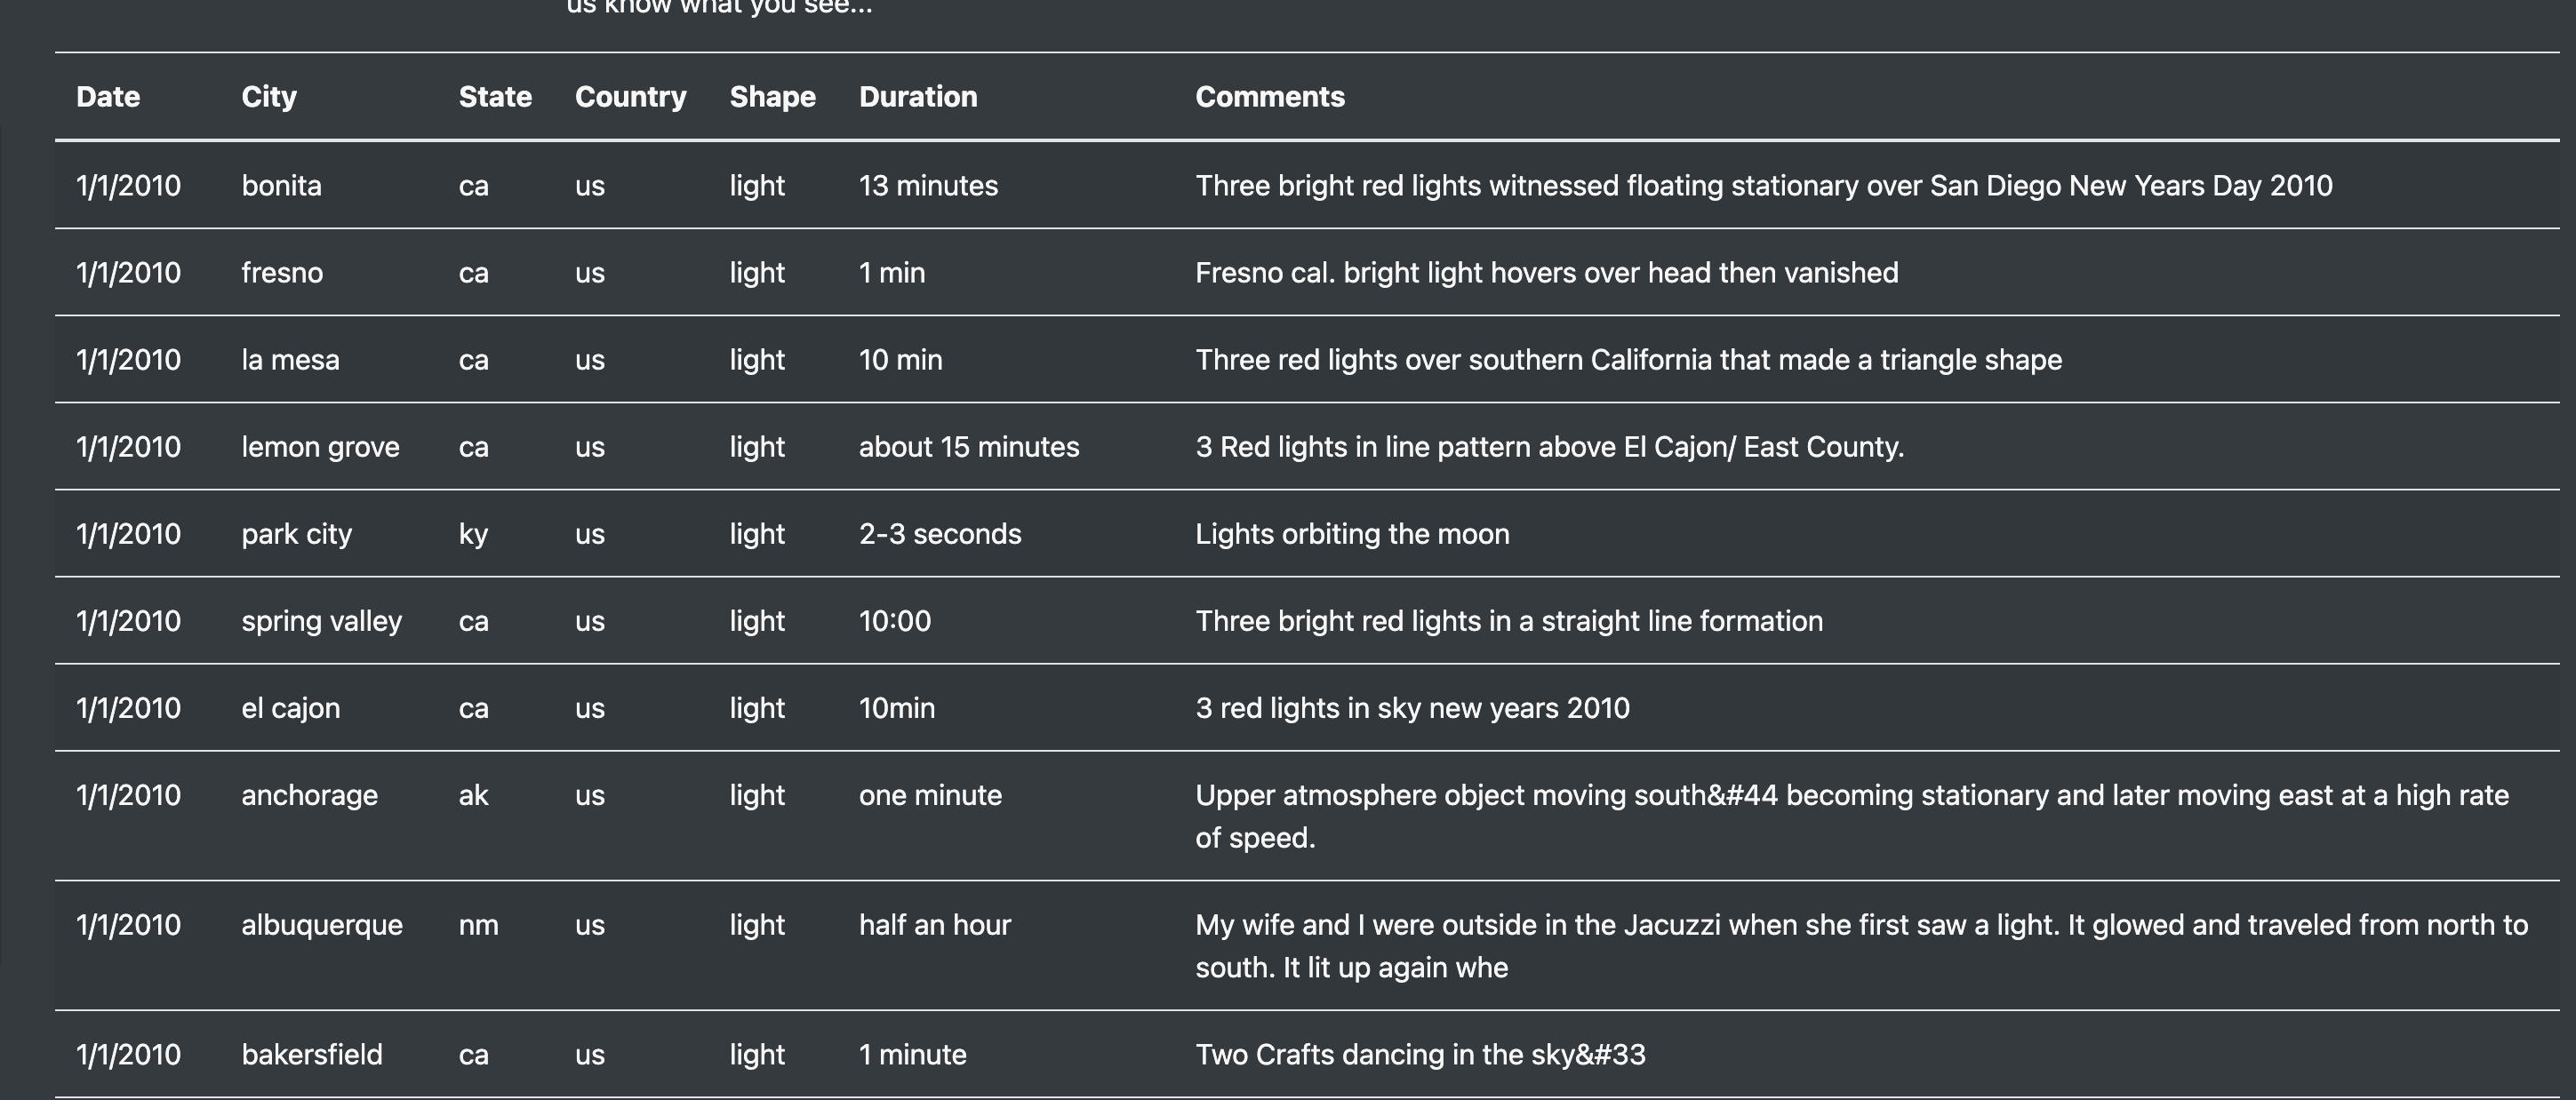 us know what you see...
Date City State Country Shape Duration Comments
1/1/2010 bonita ca us light 13 minutes Three bright red lights witnessed floating stationary over San Diego New Years Day 2010
1/1/2010 fresno ca us light 1 min Fresno cal. bright light hovers over head then vanished
1/1/2010 la mesa ca us light 10 min Three red lights over southern California that made a triangle shape
1/1/2010 lemon grove ca us light about 15 minutes 3 Red lights in line pattern above El Cajon/ East County.
1/1/2010 park city ky us light 2-3 seconds Lights orbiting the moon
1/1/2010 spring valley ca us light 10:00 Three bright red lights in a straight line formation
1/1/2010 el cajon ca us light 10min 3 red lights in sky new years 2010
1/1/2010 anchorage ak us light one minute Upper atmosphere object moving south&#44 becoming stationary and later moving east at a high rate
of speed.
1/1/2010 albuquerque nm us light half an hour My wife and I were outside in the Jacuzzi when she first saw a light. It glowed and traveled from north to
south. It lit up again whe
1/1/2010 bakersfield ca us light 1 minute Two Crafts dancing in the sky&#33